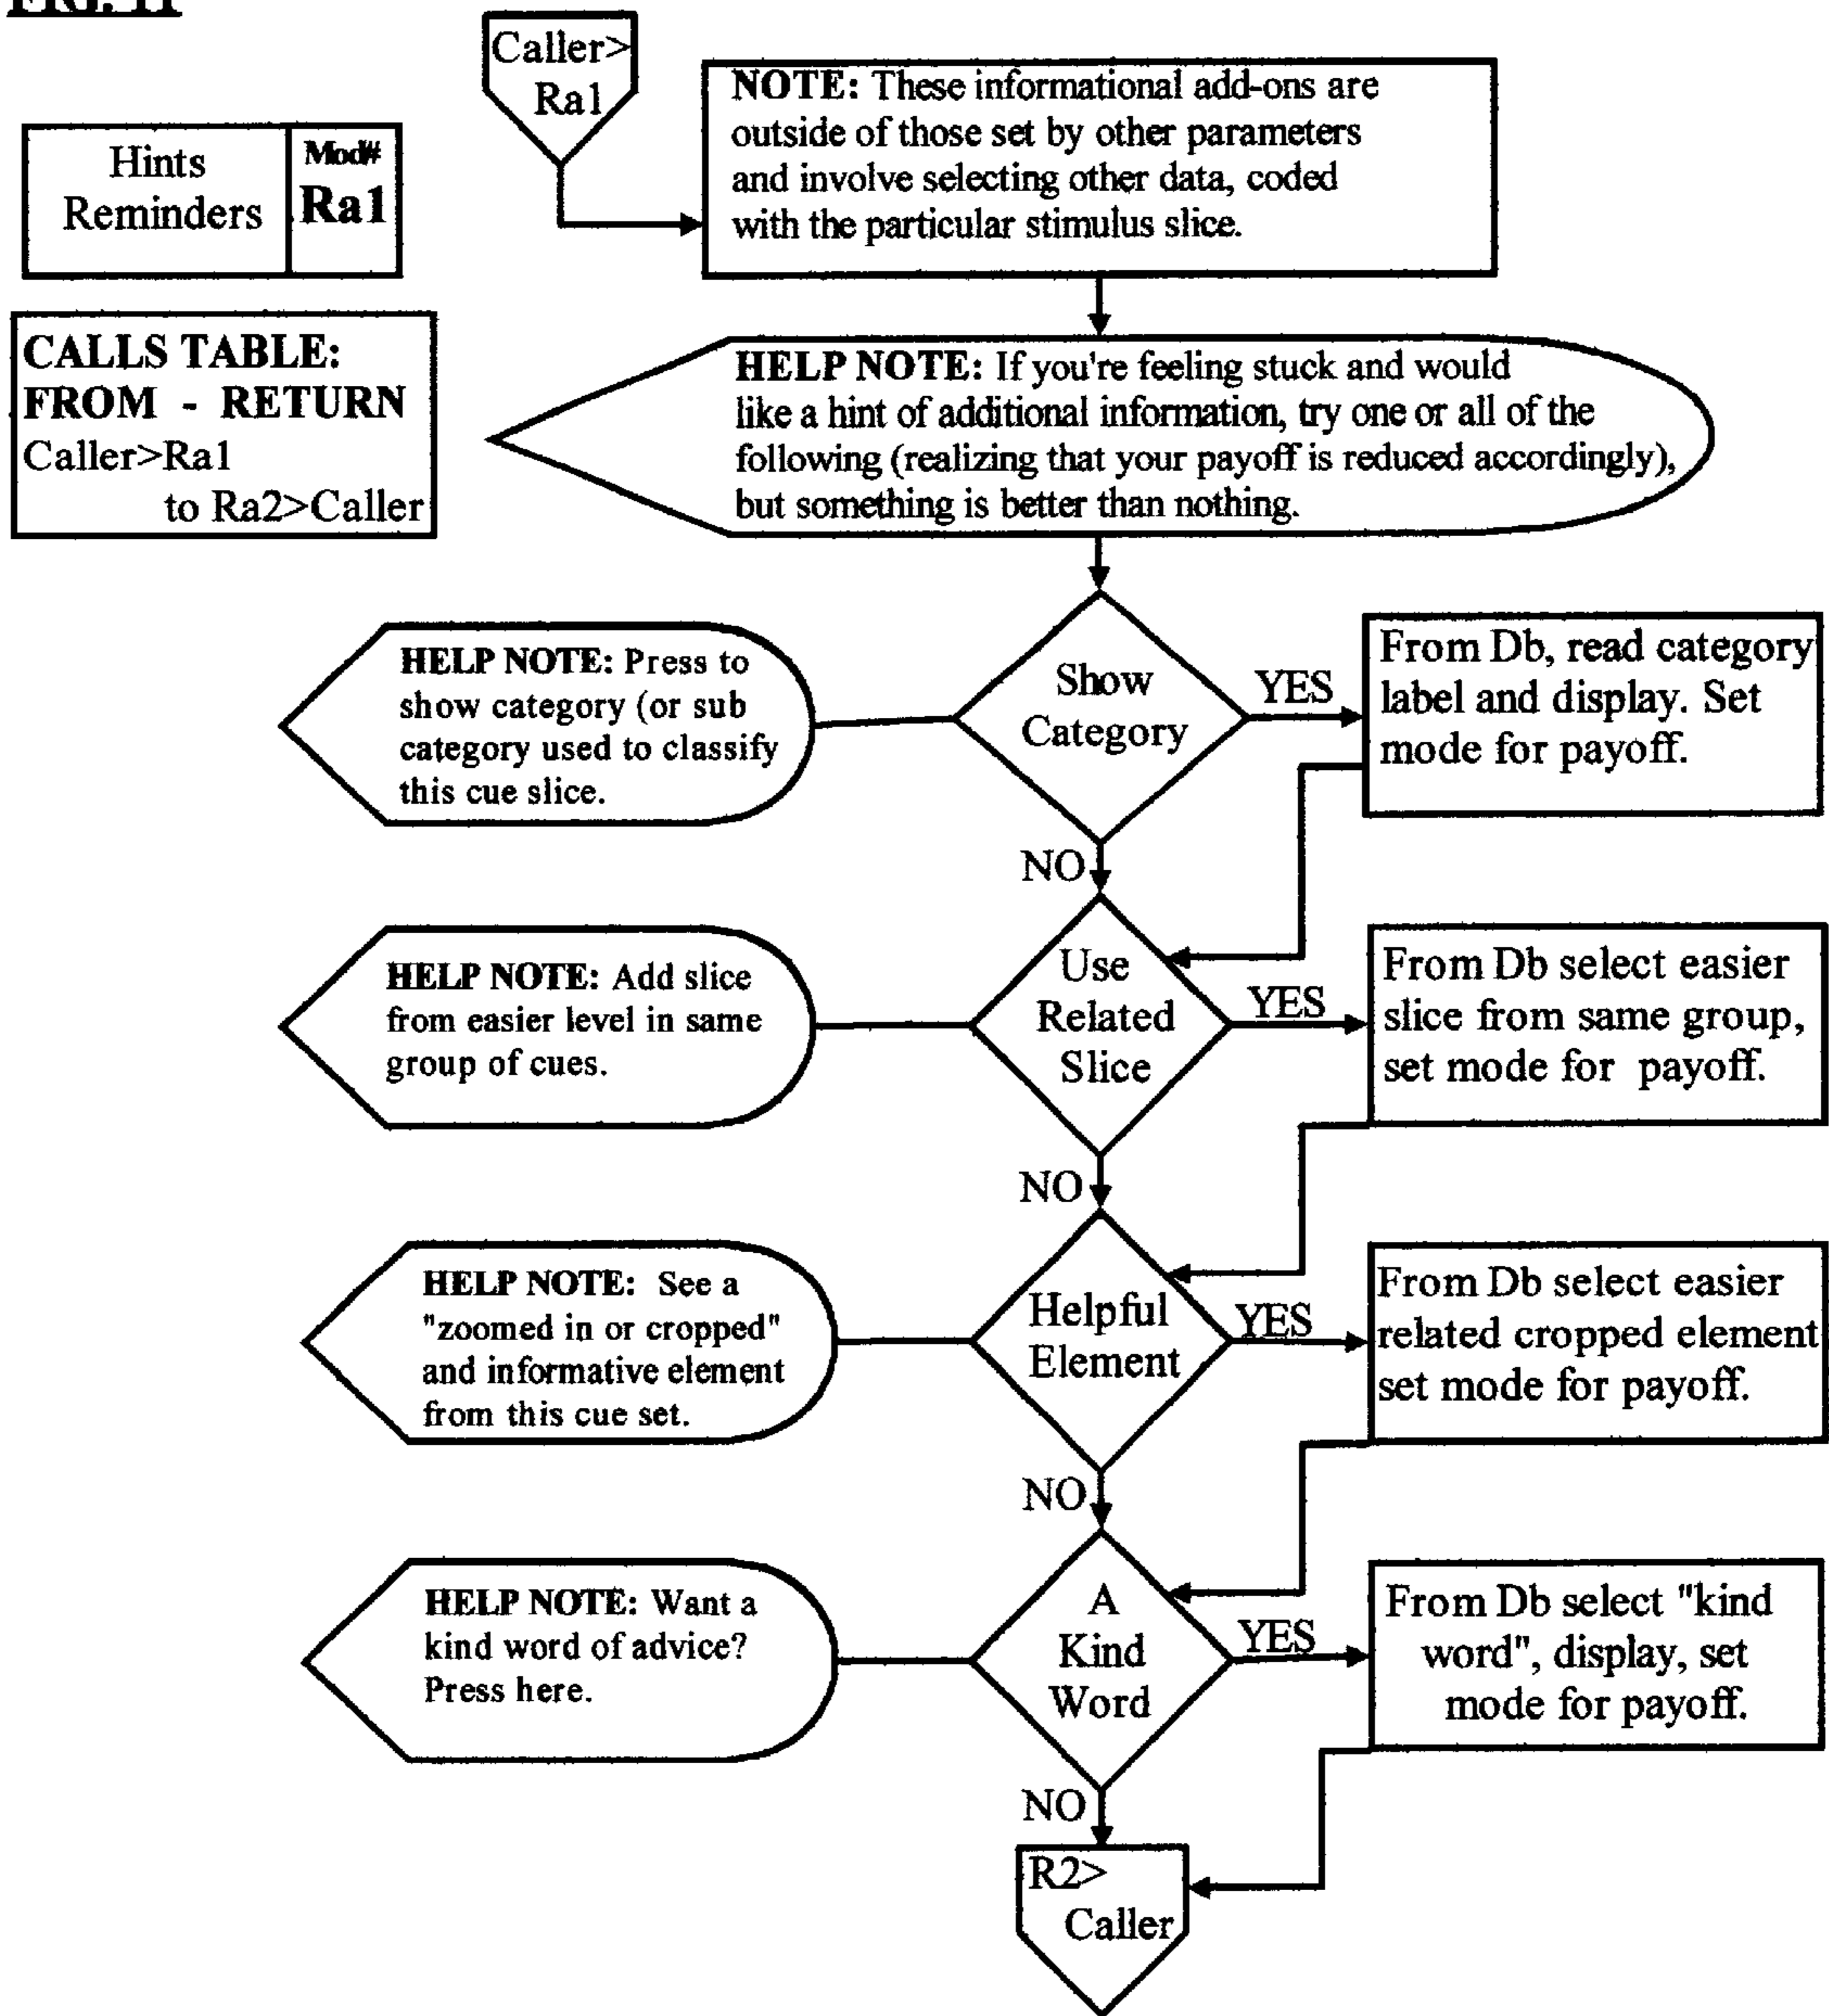 FIG. 11
Caller>
Ra1
Hints
Reminders
Mod#
Ra1
NOTE: These informational add-ons are
outside of those set by other parameters
and involve selecting other data, coded
with the particular stimulus slice.
CALLS TABLE:
FROM - RETURN
Caller>Ra1
to Ra2>Caller
HELP NOTE: If you're feeling stuck and would
like a hint of additional information, try one or all of the
following (realizing that your payoff is reduced accordingly),
but something is better than nothing.
HELP NOTE: Press to
show category (or sub
category used to classify
this cue slice.
Show
Category
YES
From Db, read category
label and display. Set
mode for payoff.
NO
HELP NOTE: Add slice
from easier level in same
group of cues.
Use
Related
Slice
YES
From Db select easier
slice from same group,
set mode for payoff.
NO
HELP NOTE: See a
"zoomed in or cropped"
and informative element
from this cue set.
Helpful
Element
YES
From Db select easier
related cropped element
set mode for payoff.
NO
HELP NOTE: Want a
kind word of advice?
Press here.
A
Kind
Word
YES
From Db select "kind
word", display, set
mode for payoff.
NO
R2>
Caller